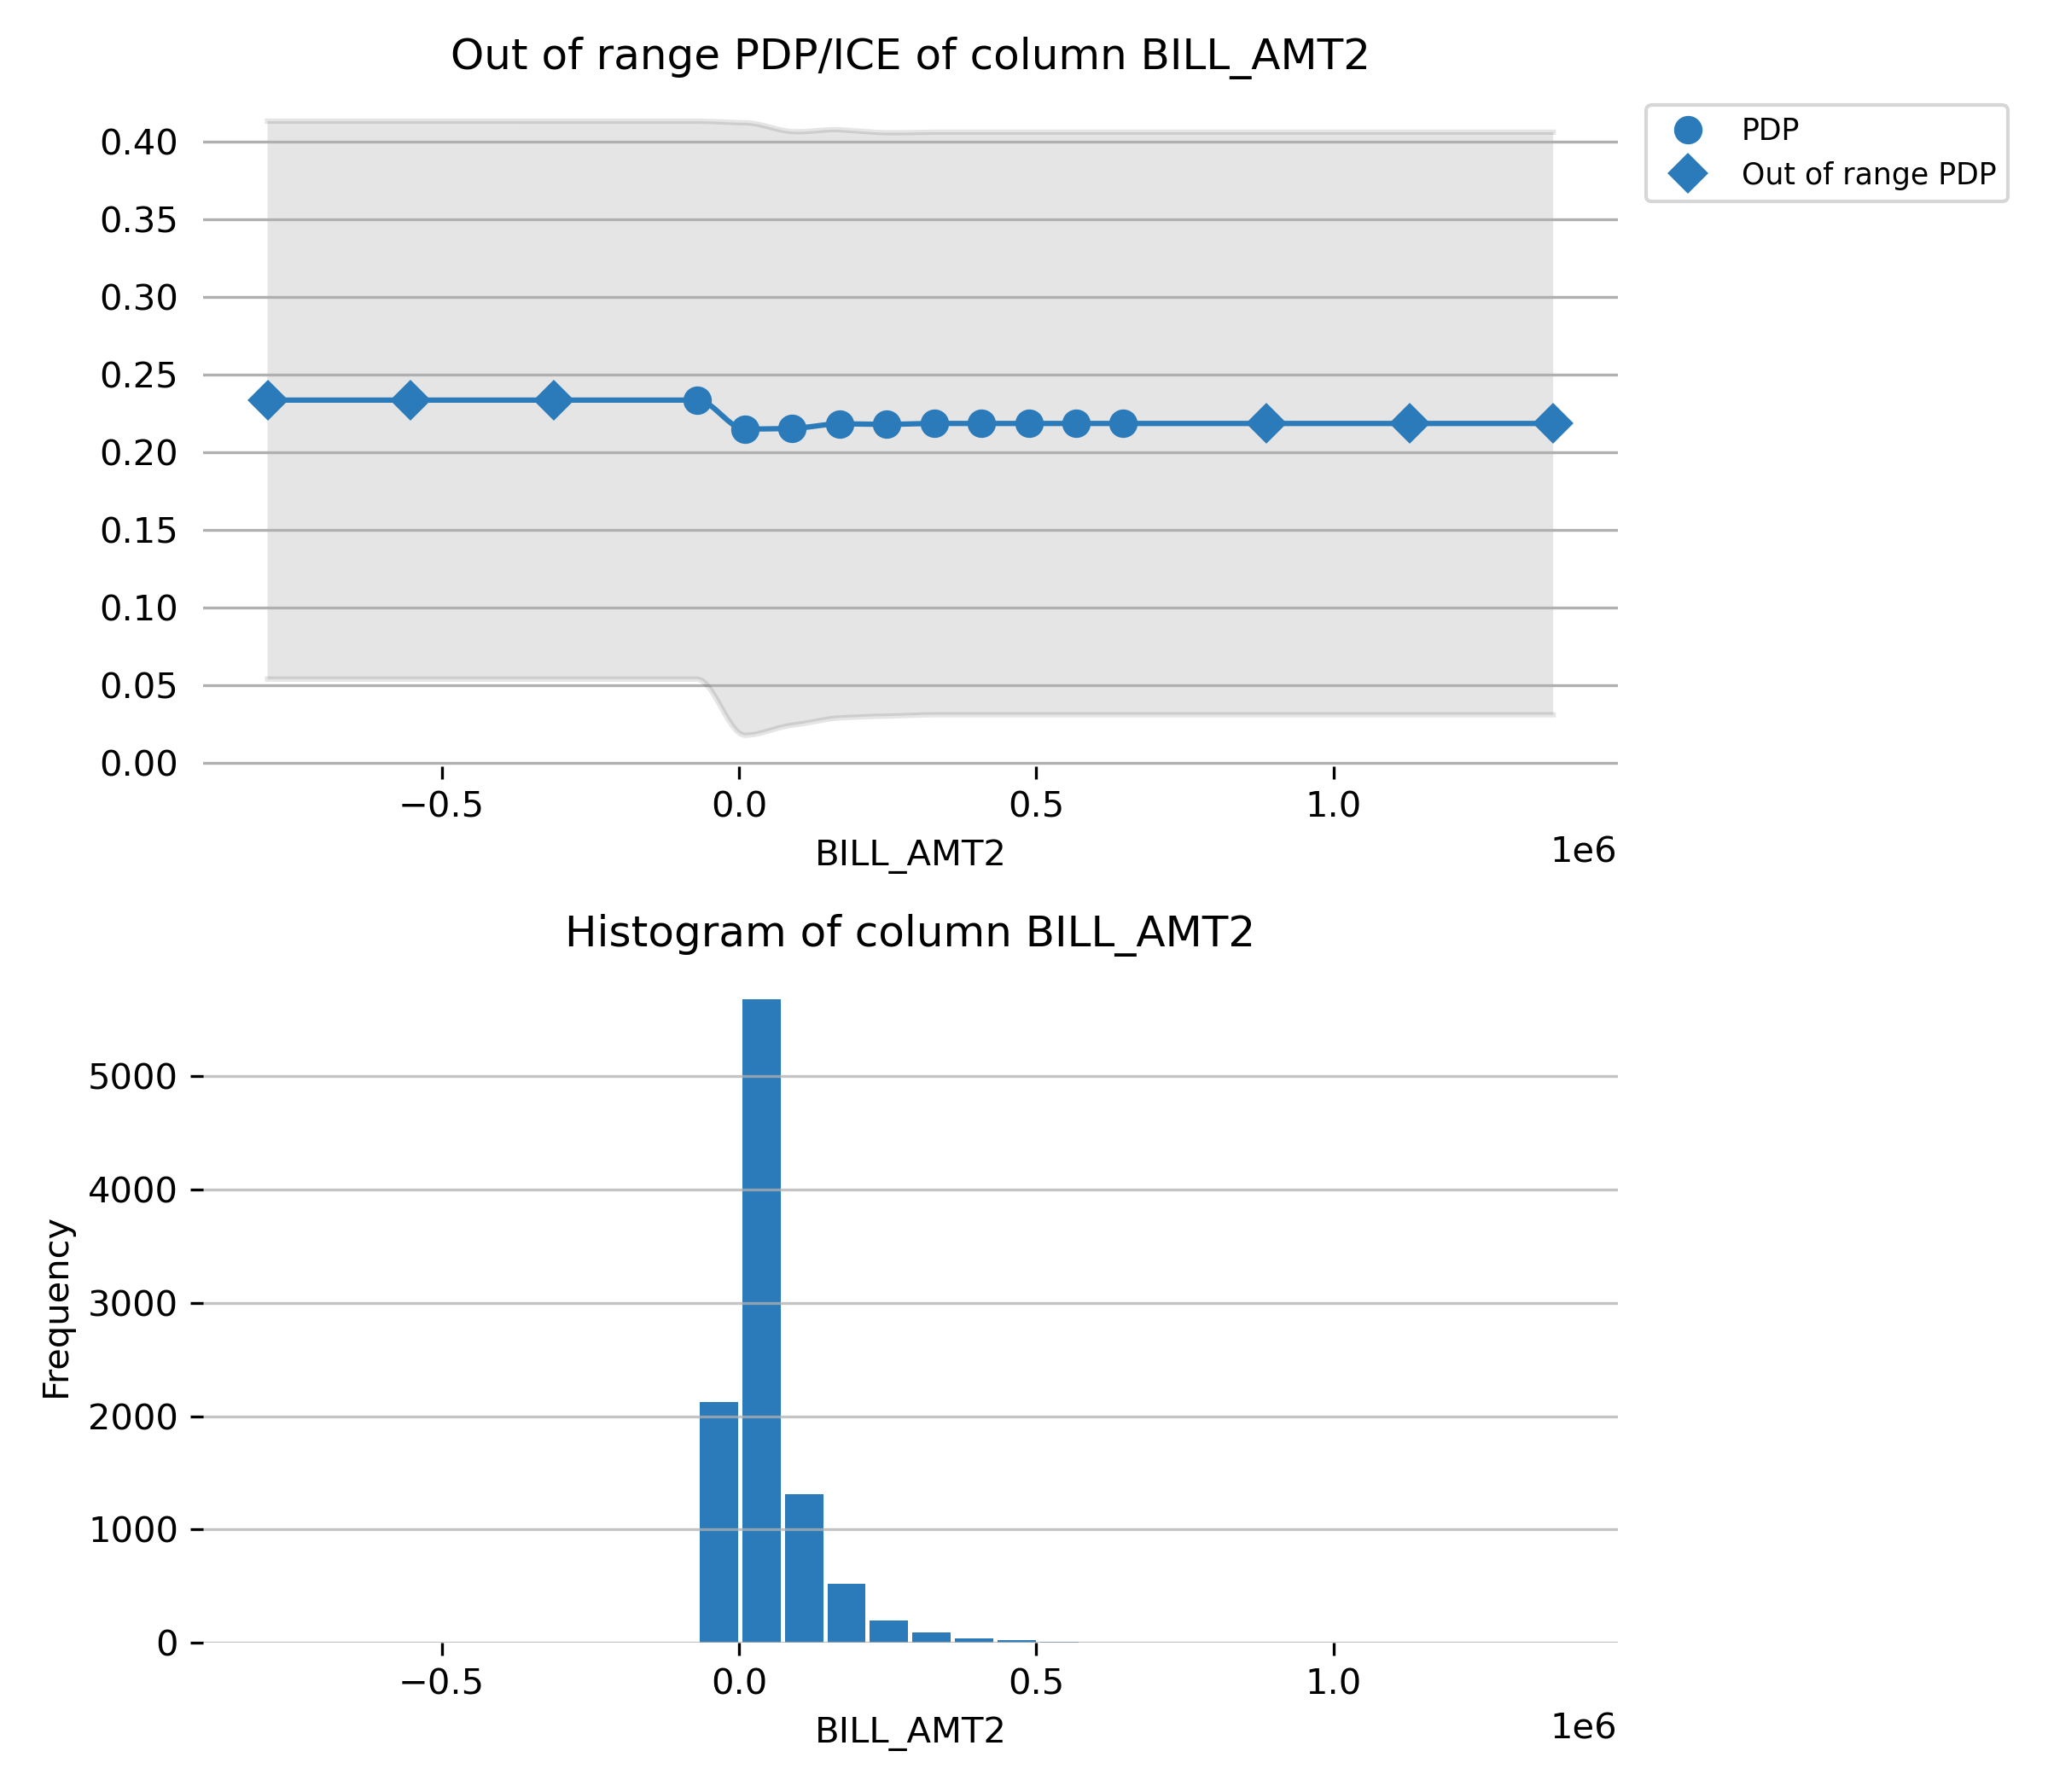 Out of range PDP/ICE of column BILL_AMT2
PDP
Out of range PDP
0.40
0.35
0.30
0.25
0.20
0.15
0.10
0.05
0.00
−0.5 0.0 0.5 1.0
BILL_AMT2 1e6
Histogram of column BILL_AMT2
5000
4000
3000
2000
1000
0
Frequency
−0.5 0.0 0.5 1.0
BILL_AMT2 1e6